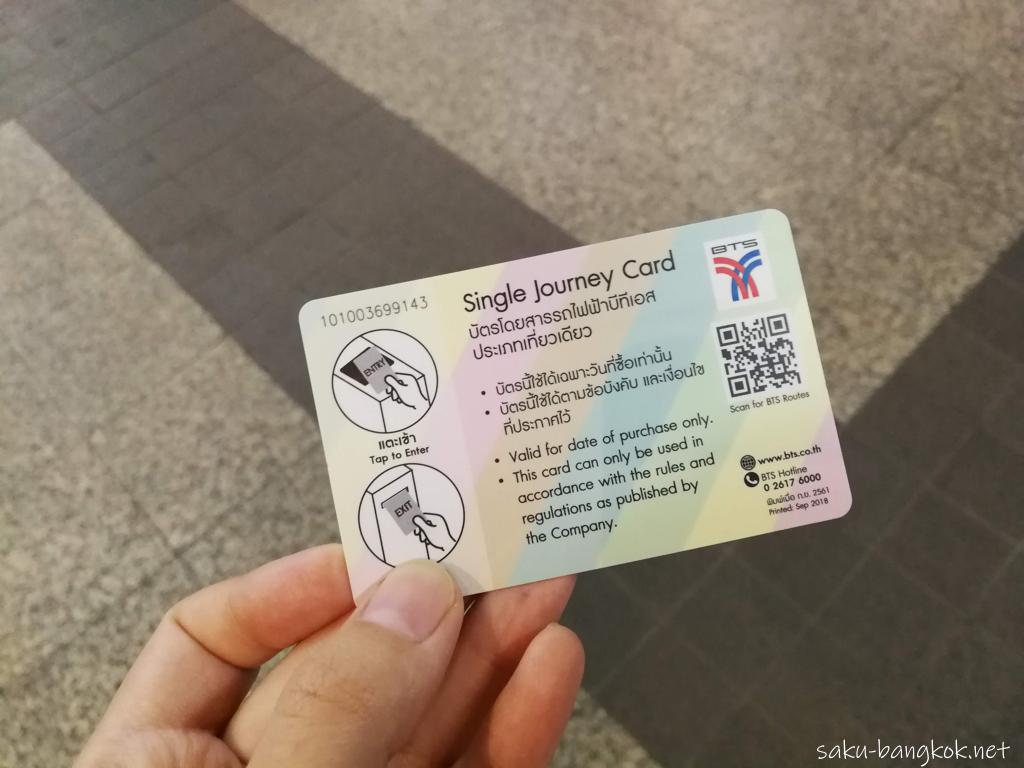 101003699143
ENTRY
แตะเข้า
Tap to Enter
EXIT
Single Journey Card
บัตรโดยสารรถไฟฟ้าบีทีเอส
ประเภทเที่ยวเดียว
• บัตรนี้ใช้ได้เฉพาะวันที่ซื้อเท่านั้น
• บัตรนี้ใช้ได้ตามข้อบังคับ และเงื่อนไข
ที่ประกาศไว้
• Valid for date of purchase only.
• This card can only be used in
accordance with the rules and
regulations as published by
the Company.
BTS
Scan for BTS Routes
www.bts.co.th
BTS Hotline
0 2617 6000
พิมพ์เมื่อ ก.ย. 2561
Printed: Sep 2018
saku-bangkok.net